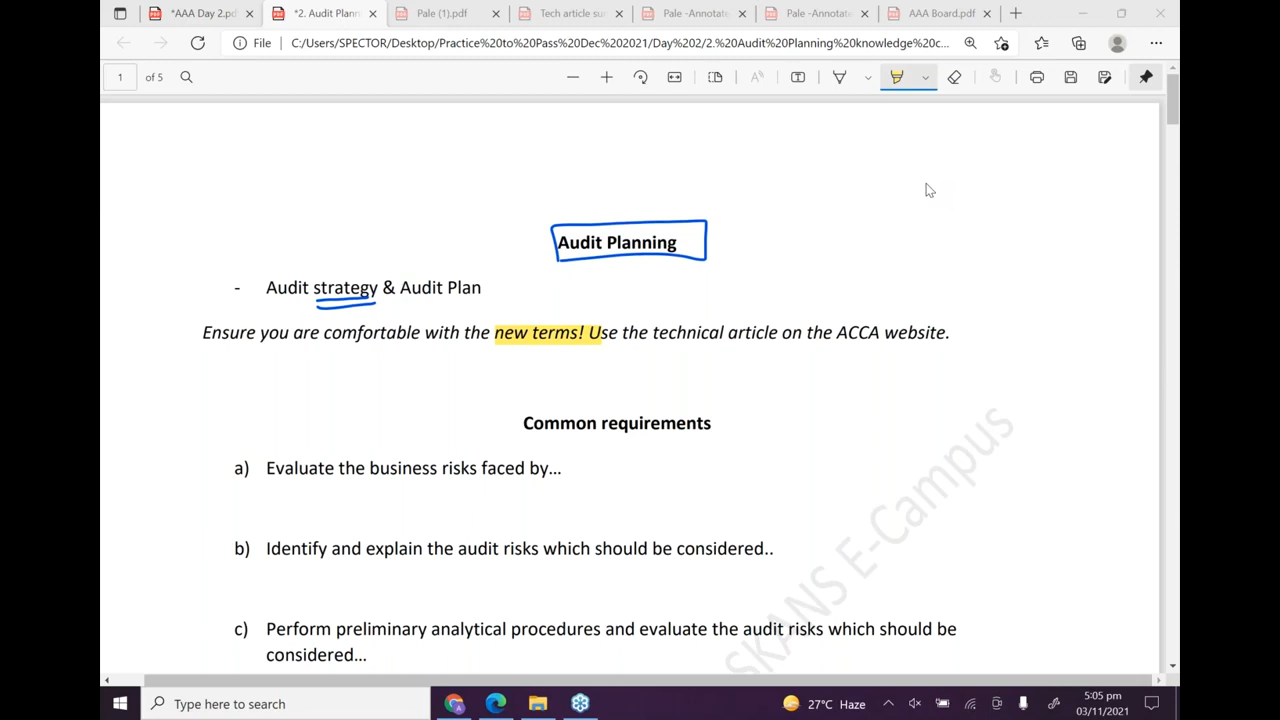 *AAA Day 2.pd
*2. Audit Plann
Pale (1).pdf
Tech article su
Pale -Annotate
Pale -Annotate
AAA Board.pdf
File
C:/Users/SPECTOR/Desktop/Practice%20to%20Pass%20Dec%202021/Day%202/2.%20Audit%20Planning%20knowledge%20c...
1 of 5
Audit Planning
- Audit strategy & Audit Plan
Ensure you are comfortable with the new terms! Use the technical article on the ACCA website.
Common requirements
a) Evaluate the business risks faced by…
b) Identify and explain the audit risks which should be considered..
c) Perform preliminary analytical procedures and evaluate the audit risks which should be
considered…
SKANS E-Campus
Type here to search
27°C Haze
5:05 pm
03/11/2021